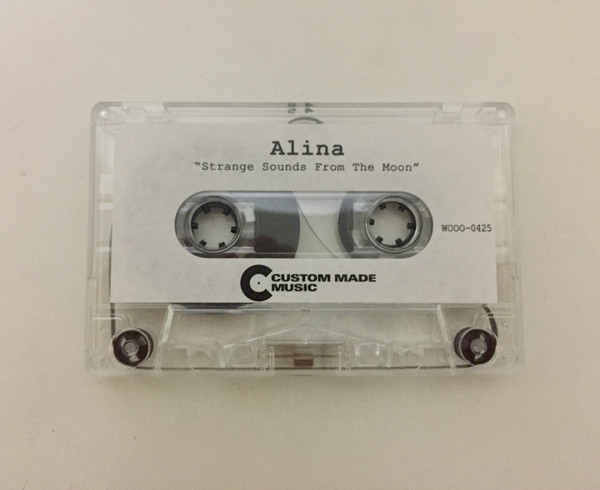 Alina
"Strange Sounds From The Moon"
WOOO-0425
CUSTOM MADE
MUSIC